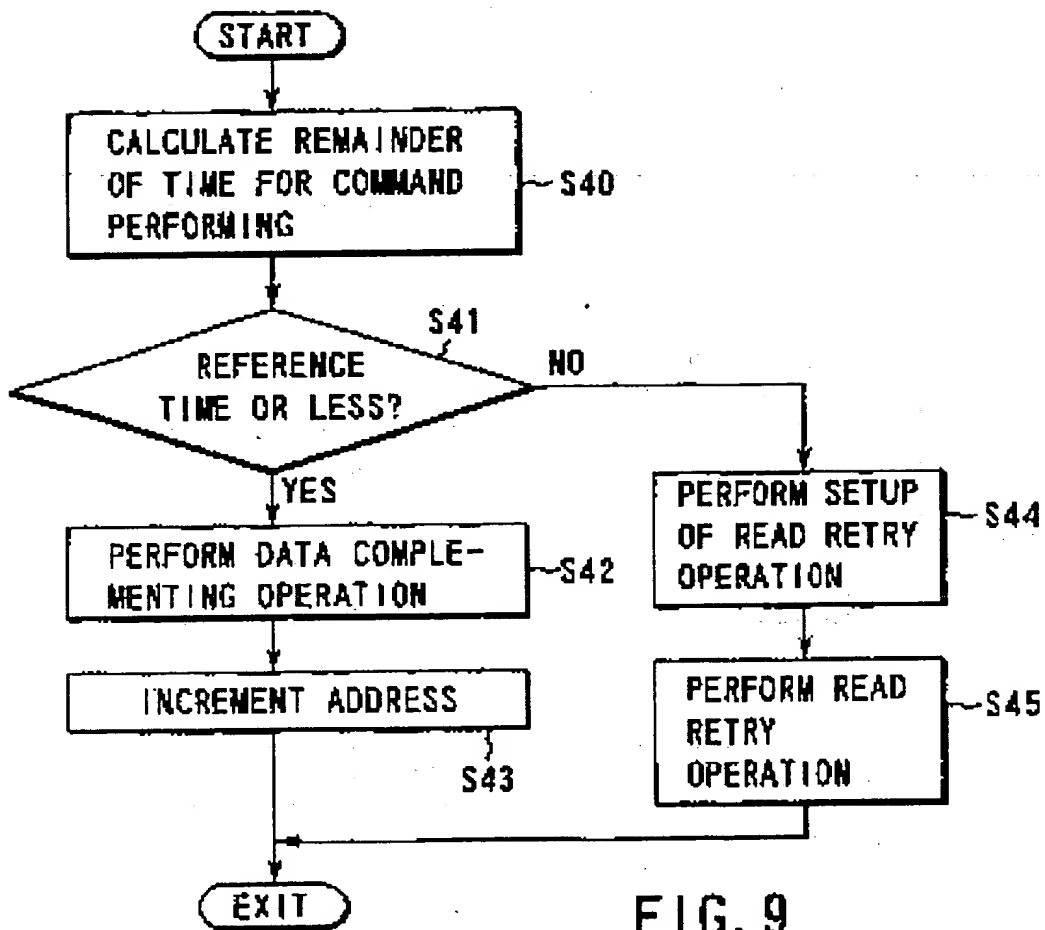 START
CALCULATE REMAINDER
OF TIME FOR COMMAND
PERFORMING
S40
S41
REFERENCE
TIME OR LESS?
NO
YES
PERFORM DATA COMPLE-
MENTING OPERATION
S42
INCREMENT ADDRESS
S43
PERFORM SETUP
OF READ RETRY
OPERATION
S44
PERFORM READ
RETRY
OPERATION
S45
EXIT
FIG. 9